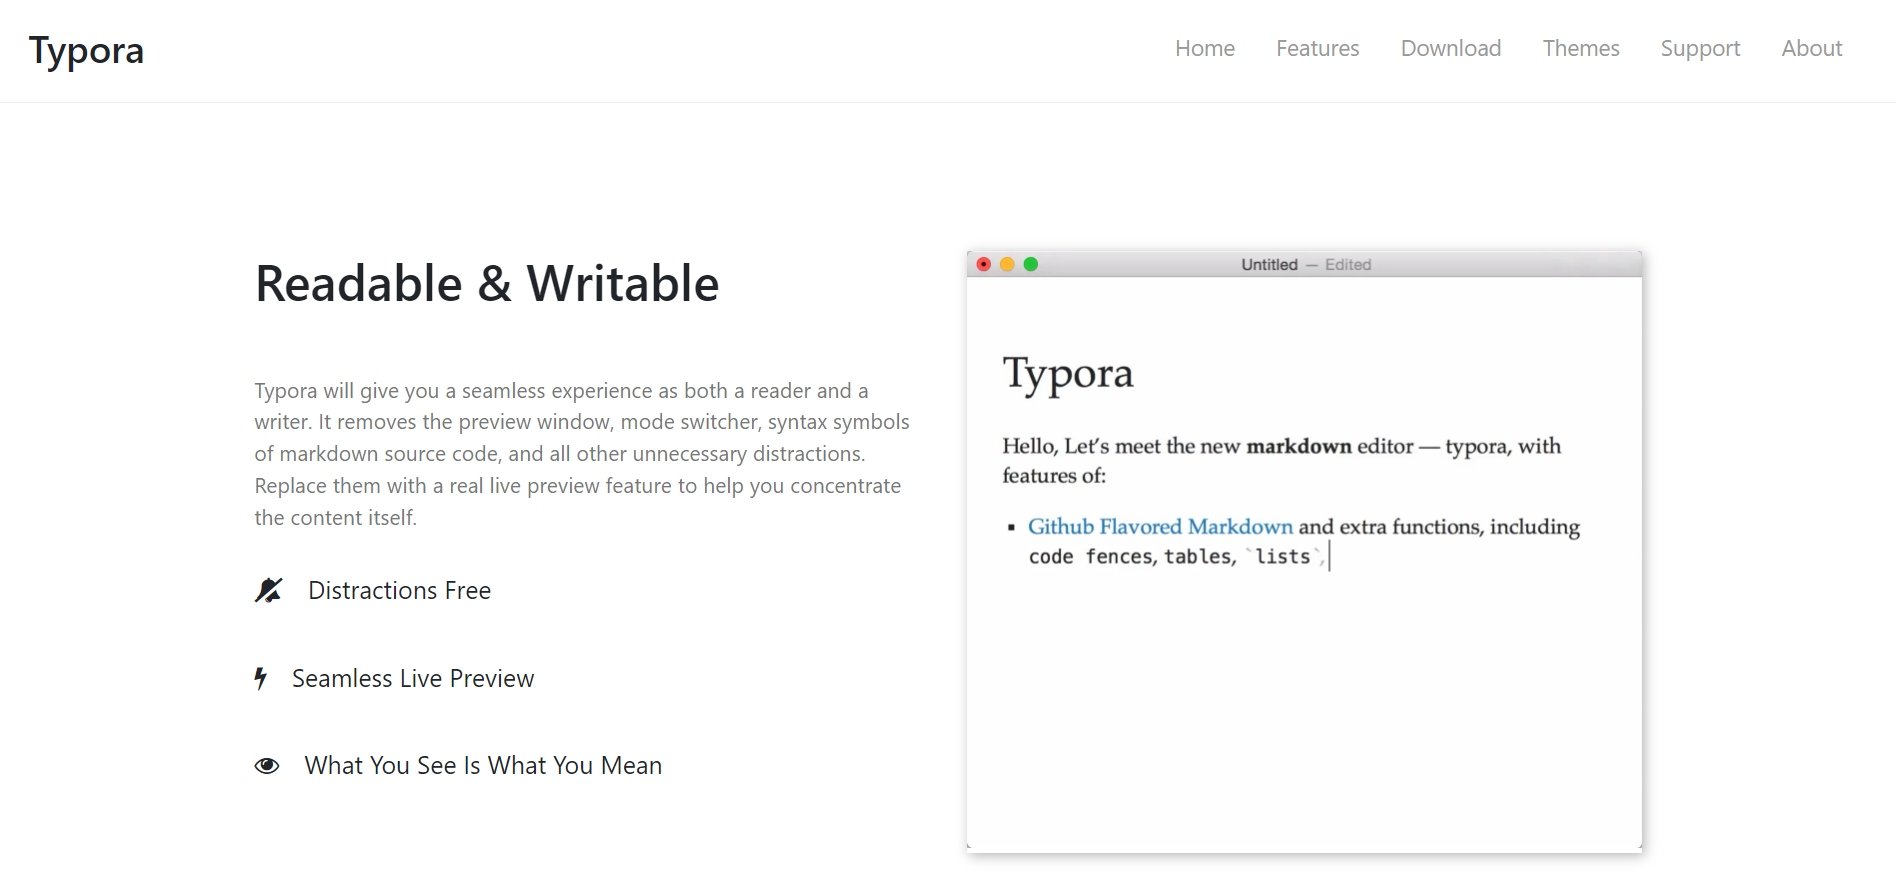 Typora
Home Features Download Themes Support About
Readable & Writable
Typora will give you a seamless experience as both a reader and a
writer. It removes the preview window, mode switcher, syntax symbols
of markdown source code, and all other unnecessary distractions.
Replace them with a real live preview feature to help you concentrate
the content itself.
Distractions Free
Seamless Live Preview
What You See Is What You Mean
Untitled — Edited
Typora
Hello, Let’s meet the new markdown editor — typora, with
features of:
▪ Github Flavored Markdown and extra functions, including
code fences, tables, `lists`,